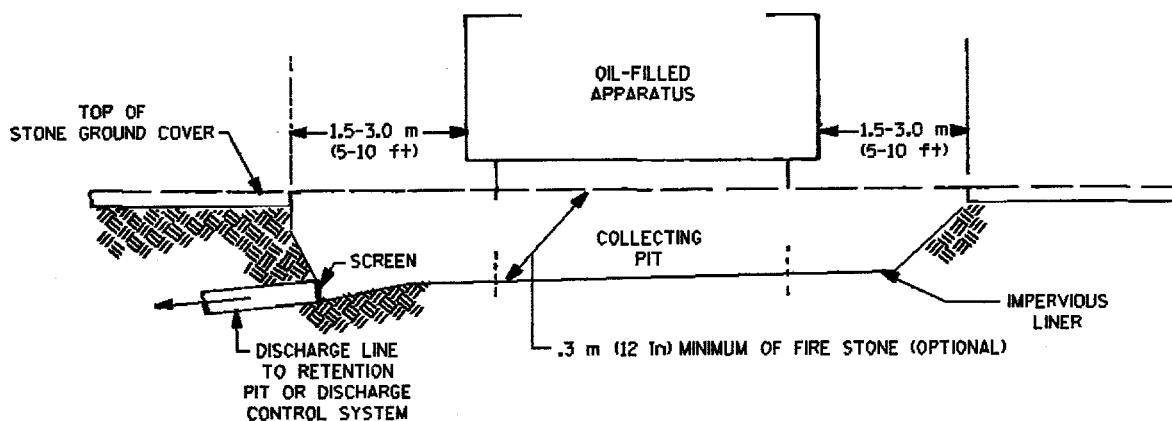 OIL-FILLED
APPARATUS
TOP OF
STONE GROUND COVER
1.5-3.0 m
(5-10 ft)
1.5-3.0 m
(5-10 ft)
COLLECTING
PIT
SCREEN
IMPERVIOUS
LINER
.3 m (12 In) MINIMUM OF FIRE STONE (OPTIONAL)
DISCHARGE LINE
TO RETENTION
PIT OR DISCHARGE
CONTROL SYSTEM